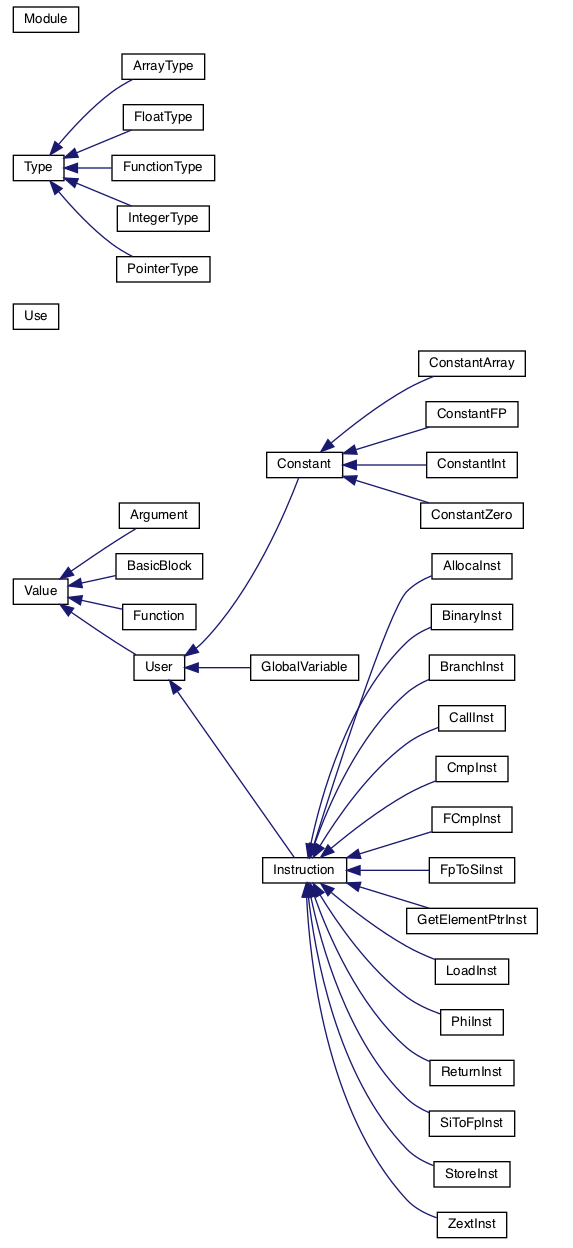 Module
ArrayType
FloatType
Type
FunctionType
IntegerType
PointerType
Use
ConstantArray
ConstantFP
Constant
ConstantInt
ConstantZero
Argument
BasicBlock
Value
Function
User
GlobalVariable
AllocaInst
BinaryInst
BranchInst
CallInst
CmpInst
FCmpInst
Instruction
FpToSiInst
GetElementPtrInst
LoadInst
PhiInst
ReturnInst
SiToFpInst
StoreInst
ZextInst